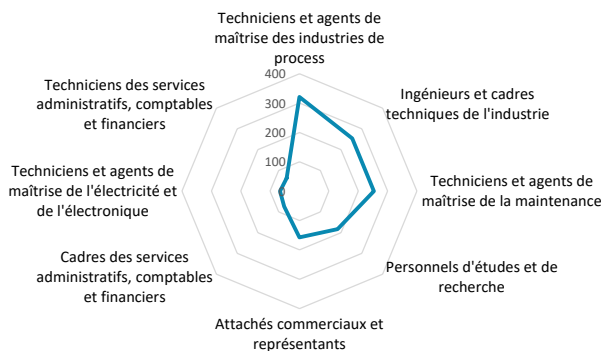 Techniciens et agents de
maîtrise des industries de
process
Ingénieurs et cadres
techniques de l'industrie
Techniciens et agents de
maîtrise de la maintenance
Personnels d'études et de
recherche
Attachés commerciaux et
représentants
Cadres des services
administratifs, comptables
et financiers
Techniciens et agents de
maîtrise de l'électricité et
de l'électronique
Techniciens des services
administratifs, comptables
et financiers
400
300
200
100
0